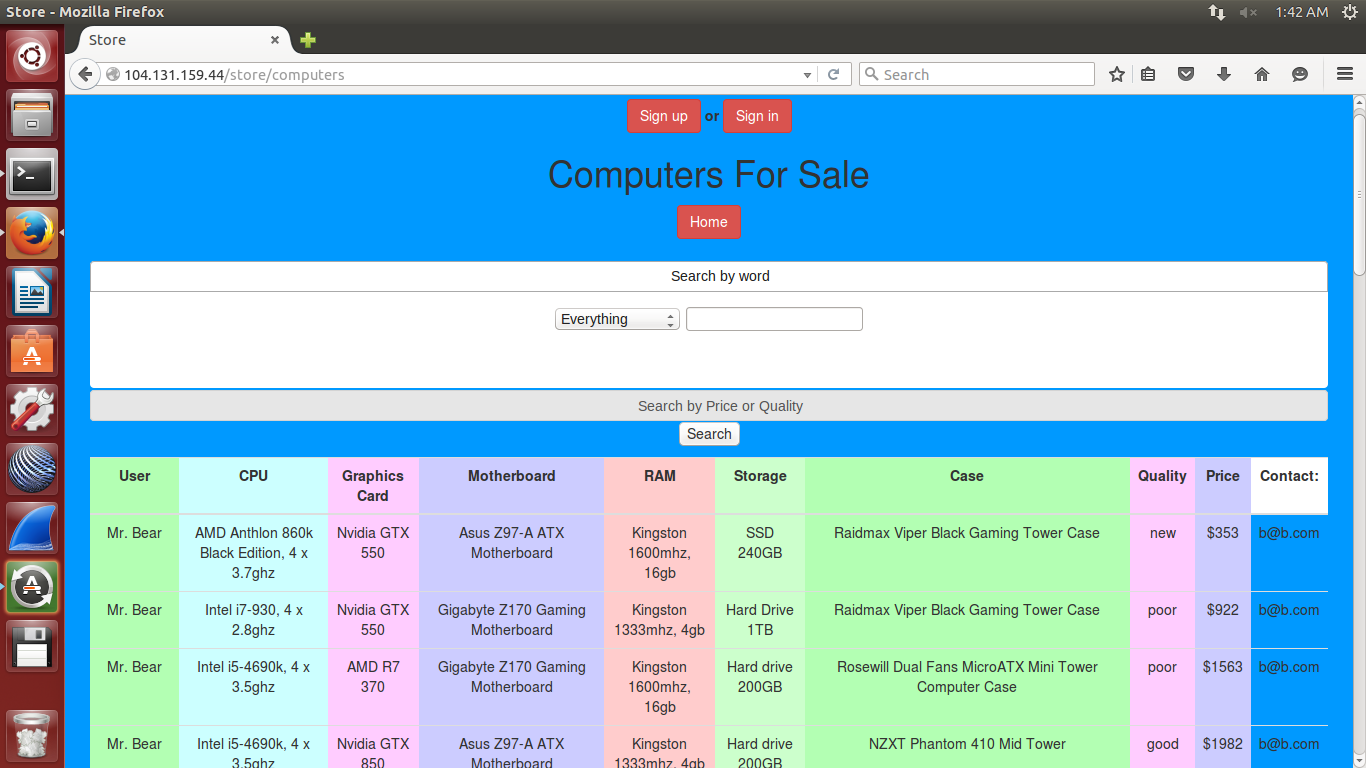 Store - Mozilla Firefox
1:42 AM
Store
104.131.159.44/store/computers
Search
Sign up or Sign in
Computers For Sale
Home
Search by word
Everything
Search by Price or Quality
Search
User CPU Graphics Card Motherboard RAM Storage Case Quality Price Contact:
Mr. Bear AMD Anthlon 860k Black Edition, 4 x 3.7ghz Nvidia GTX 550 Asus Z97-A ATX Motherboard Kingston 1600mhz, 16gb SSD 240GB Raidmax Viper Black Gaming Tower Case new $353 b@b.com
Mr. Bear Intel i7-930, 4 x 2.8ghz Nvidia GTX 550 Gigabyte Z170 Gaming Motherboard Kingston 1333mhz, 4gb Hard Drive 1TB Raidmax Viper Black Gaming Tower Case poor $922 b@b.com
Mr. Bear Intel i5-4690k, 4 x 3.5ghz AMD R7 370 Gigabyte Z170 Gaming Motherboard Kingston 1600mhz, 16gb Hard drive 200GB Rosewill Dual Fans MicroATX Mini Tower Computer Case poor $1563 b@b.com
Mr. Bear Intel i5-4690k, 4 x 3.5ghz Nvidia GTX 850 Asus Z97-A ATX Motherboard Kingston 1333mhz, 4gb Hard drive 200GB NZXT Phantom 410 Mid Tower good $1982 b@b.com